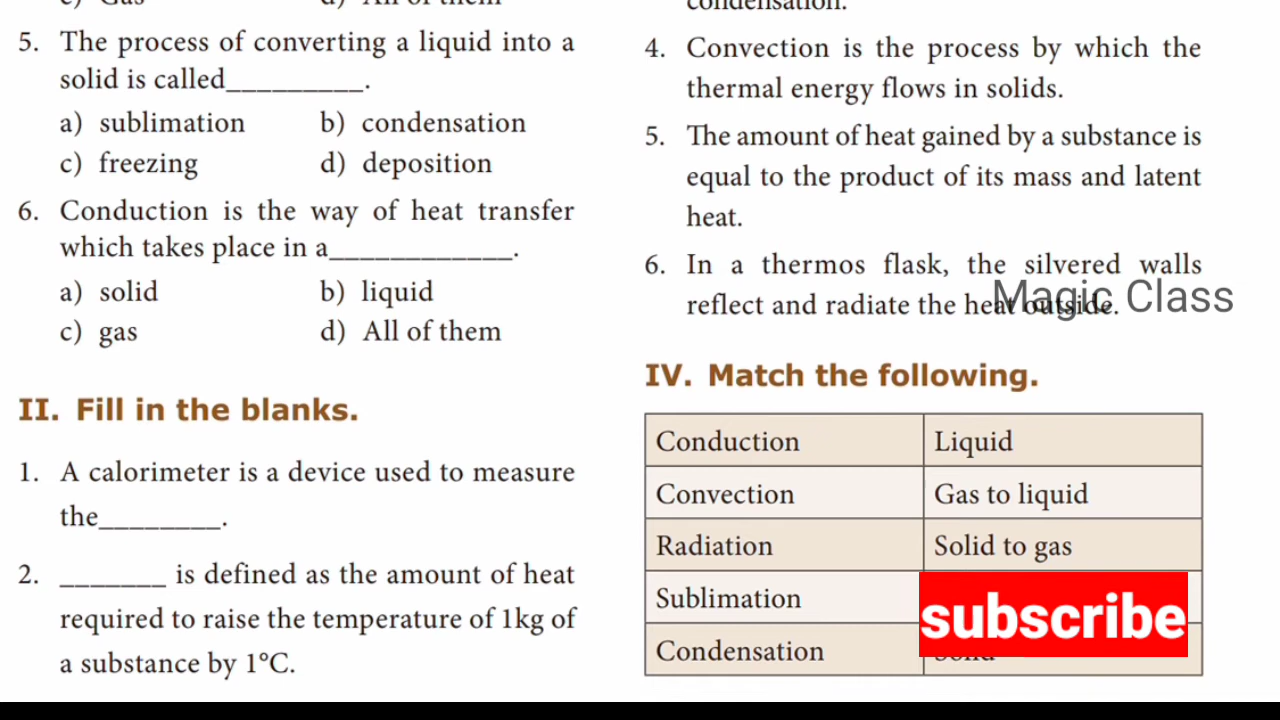 5. The process of converting a liquid into a
solid is called_________.
a) sublimation b) condensation
c) freezing d) deposition
6. Conduction is the way of heat transfer
which takes place in a____________.
a) solid b) liquid
c) gas d) All of them
II. Fill in the blanks.
1. A calorimeter is a device used to measure
the________.
2. _______ is defined as the amount of heat
required to raise the temperature of 1kg of
a substance by 1°C.
condensation.
4. Convection is the process by which the
thermal energy flows in solids.
5. The amount of heat gained by a substance is
equal to the product of its mass and latent
heat.
6. In a thermos flask, the silvered walls
reflect and radiate the heat outside.
Magic Class
IV. Match the following.
Conduction Liquid
Convection Gas to liquid
Radiation Solid to gas
Sublimation
subscribe
Condensation